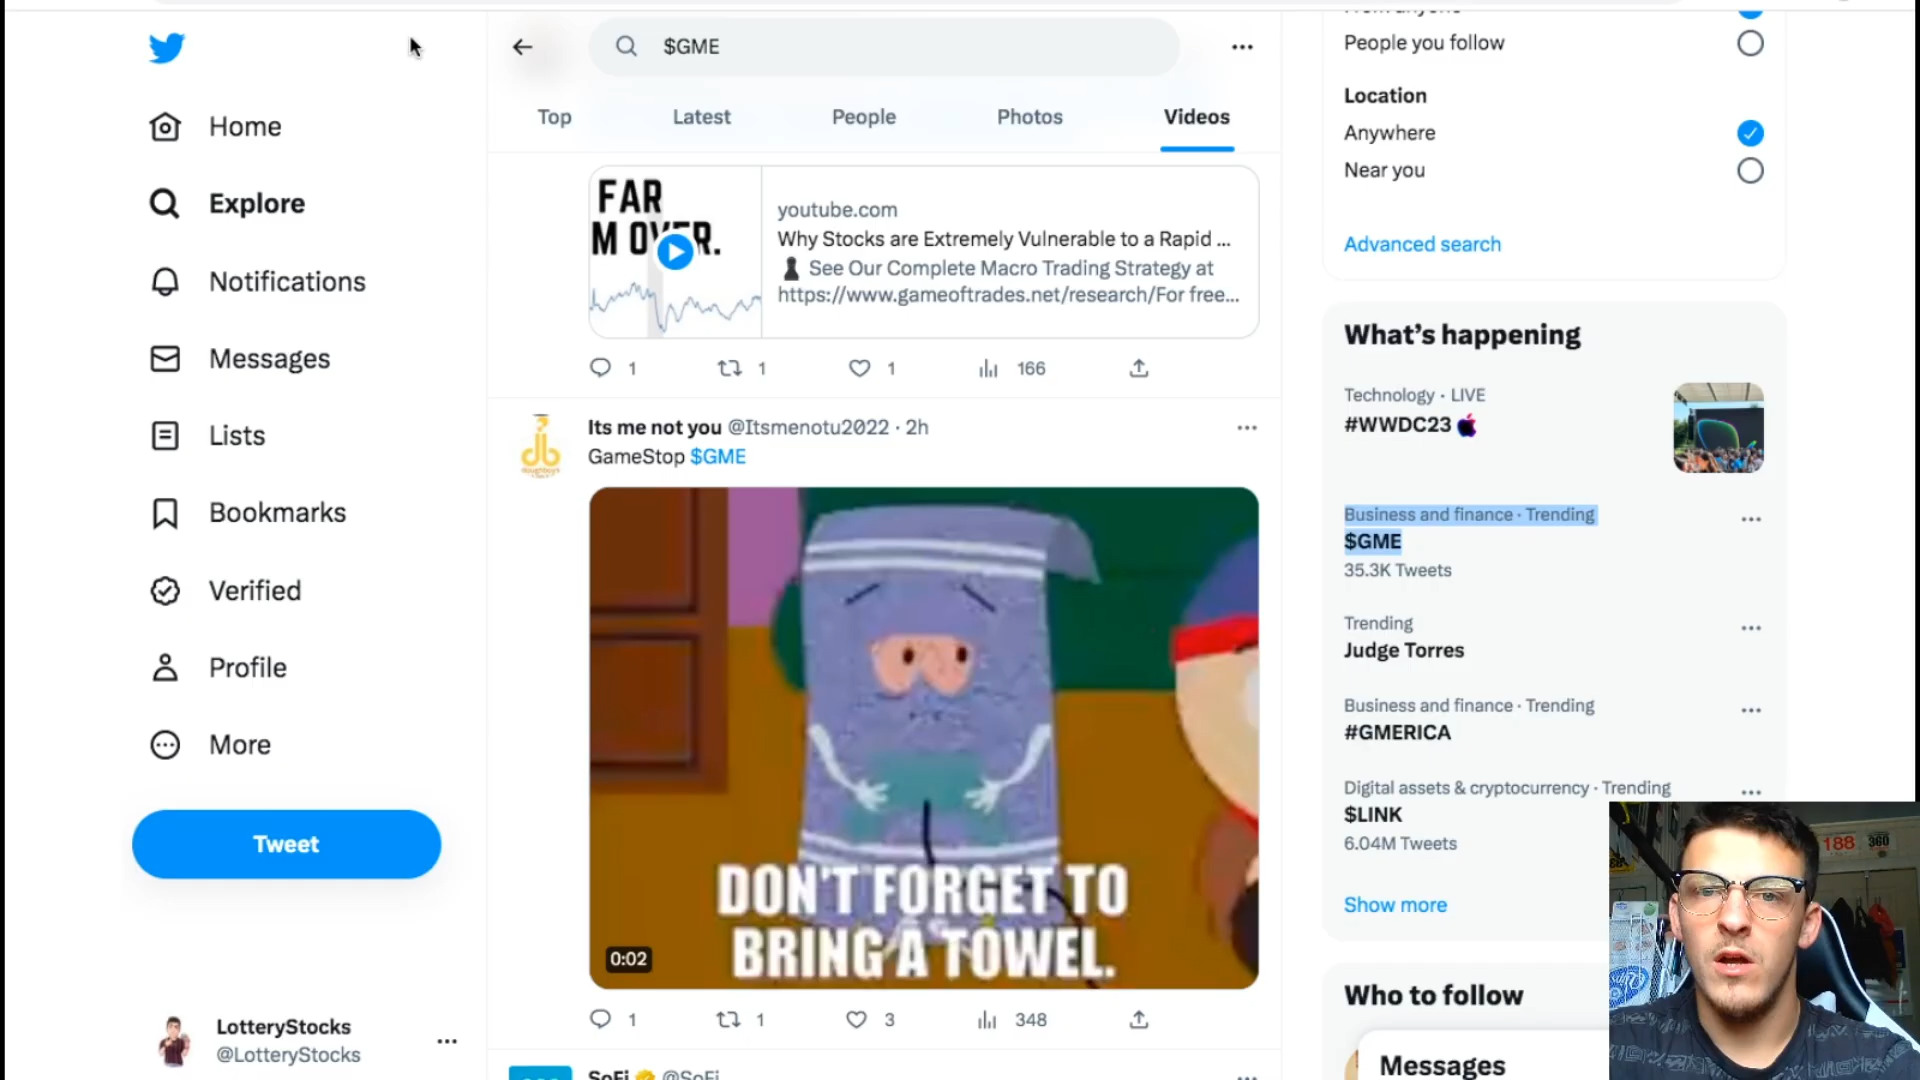 Home
Explore
Notifications
Messages
Lists
Bookmarks
Verified
Profile
More
Tweet
LotteryStocks
@LotteryStocks
$GME
Top
Latest
People
Photos
Videos
FAR
M OVER.
youtube.com
Why Stocks are Extremely Vulnerable to a Rapid ...
See Our Complete Macro Trading Strategy at
https://www.gameoftrades.net/research/For free...
1
1
1
166
Its me not you @Itsmenotu2022 · 2h
GameStop $GME
DON'T FORGET TO
BRING A TOWEL.
0:02
1
1
3
348
SoFi @SoFi
People you follow
Location
Anywhere
Near you
Advanced search
What's happening
Technology · LIVE
#WWDC23
Business and finance · Trending
$GME
35.3K Tweets
Trending
Judge Torres
Business and finance · Trending
#GMERICA
Digital assets & cryptocurrency · Trending
$LINK
6.04M Tweets
Show more
Who to follow
Messages
188
360